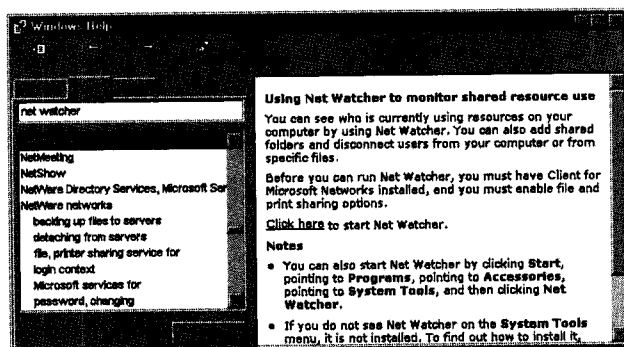 Windows Help
net watcher
NetMeeting
NetShow
NetWare Directory Services, Microsoft Ser
NetWare networks
backing up files to servers
detaching from servers
file, printer sharing service for
login context
Microsoft services for
password, changing
Using Net Watcher to monitor shared resource use
You can see who is currently using resources on your
computer by using Net Watcher. You can also add shared
folders and disconnect users from your computer or from
specific files.
Before you can run Net Watcher, you must have Client for
Microsoft Networks installed, and you must enable file and
print sharing options.
Click here to start Net Watcher.
Notes
• You can also start Net Watcher by clicking Start,
pointing to Programs, pointing to Accessories,
pointing to System Tools, and then clicking Net
Watcher.
• If you do not see Net Watcher on the System Tools
menu, it is not installed. To find out how to install it,